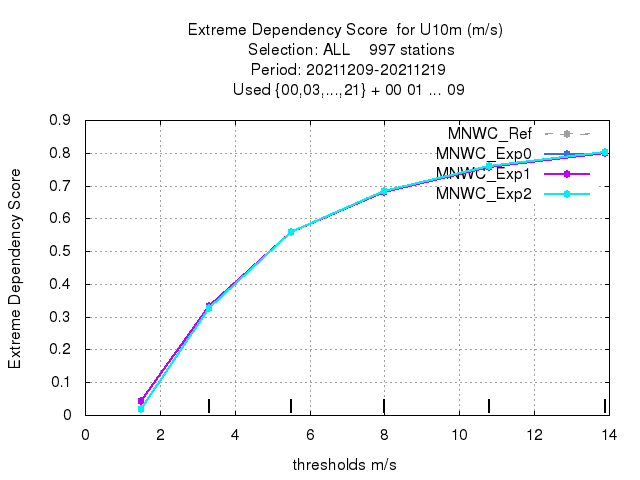 Extreme Dependency Score  for U10m (m/s)
Selection: ALL    997 stations
Period: 20211209-20211219
Used {00,03,...,21} + 00 01 ... 09
Extreme Dependency Score
0.9
0.8
0.7
0.6
0.5
0.4
0.3
0.2
0.1
0
MNWC_Ref
MNWC_Exp0
MNWC_Exp1
MNWC_Exp2
0 2 4 6 8 10 12 14
thresholds m/s